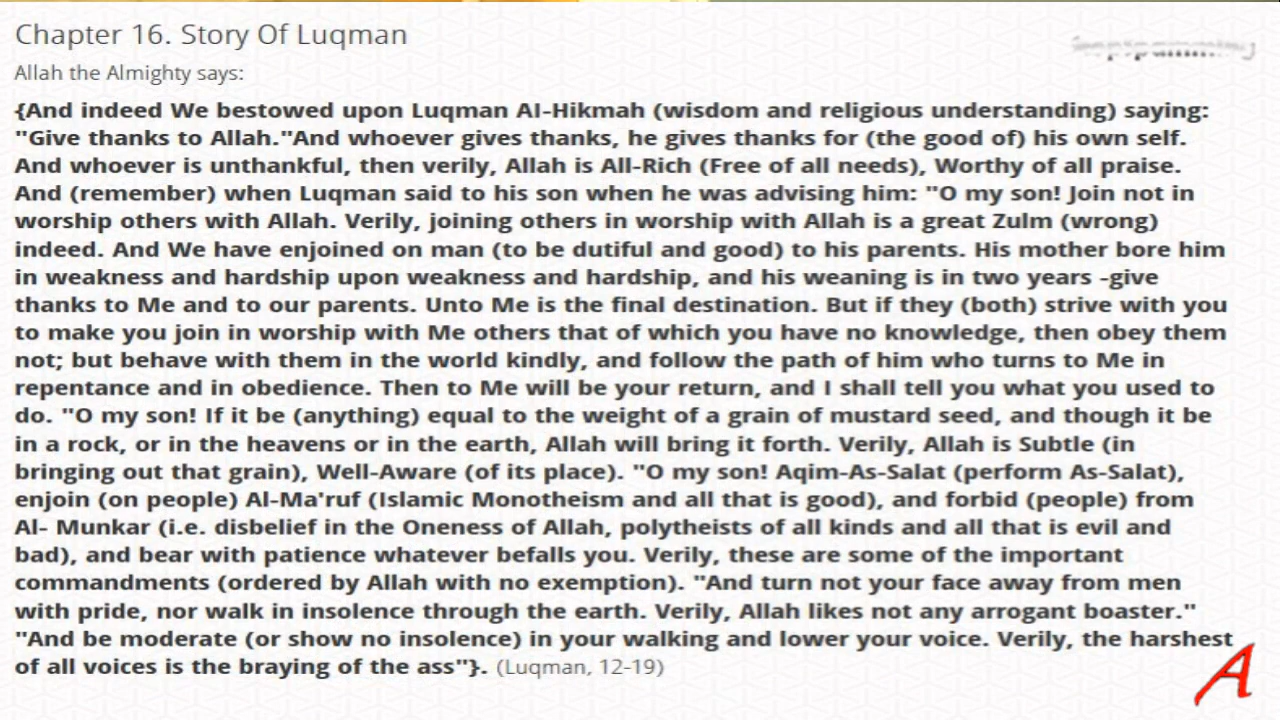 Chapter 16. Story Of Luqman
Allah the Almighty says:
{And indeed We bestowed upon Luqman AI-Hikmah (wisdom and religious understanding) saying:
"Give thanks to Allah."And whoever gives thanks, he gives thanks for (the good of) his own self.
And whoever is unthankful, then verily, Allah is All-Rich (Free of all needs), Worthy of all praise.
And (remember) when Luqman said to his son when he was advising him: "O my son! Join not in
worship others with Allah. Verily, joining others in worship with Allah is a great Zulm (wrong)
indeed. And We have enjoined on man (to be dutiful and good) to his parents. His mother bore him
in weakness and hardship upon weakness and hardship, and his weaning is in two years -give
thanks to Me and to our parents. Unto Me is the final destination. But if they (both) strive with you
to make you join in worship with Me others that of which you have no knowledge, then obey them
not; but behave with them in the world kindly, and follow the path of him who turns to Me in
repentance and in obedience. Then to Me will be your return, and I shall tell you what you used to
do. "O my son! If it be (anything) equal to the weight of a grain of mustard seed, and though it be
in a rock, or in the heavens or in the earth, Allah will bring it forth. Verily, Allah is Subtle (in
bringing out that grain), Well-Aware (of its place). "O my son! Aqim-As-Salat (perform As-Salat),
enjoin (on people) Al-Ma'ruf (Islamic Monotheism and all that is good), and forbid (people) from
Al- Munkar (i.e. disbelief in the Oneness of Allah, polytheists of all kinds and all that is evil and
bad), and bear with patience whatever befalls you. Verily, these are some of the important
commandments (ordered by Allah with no exemption). "And turn not your face away from men
with pride, nor walk in insolence through the earth. Verily, Allah likes not any arrogant boaster."
"And be moderate (or show no insolence) in your walking and lower your voice. Verily, the harshest
of all voices is the braying of the ass"}. (Luqman, 12-19)
A